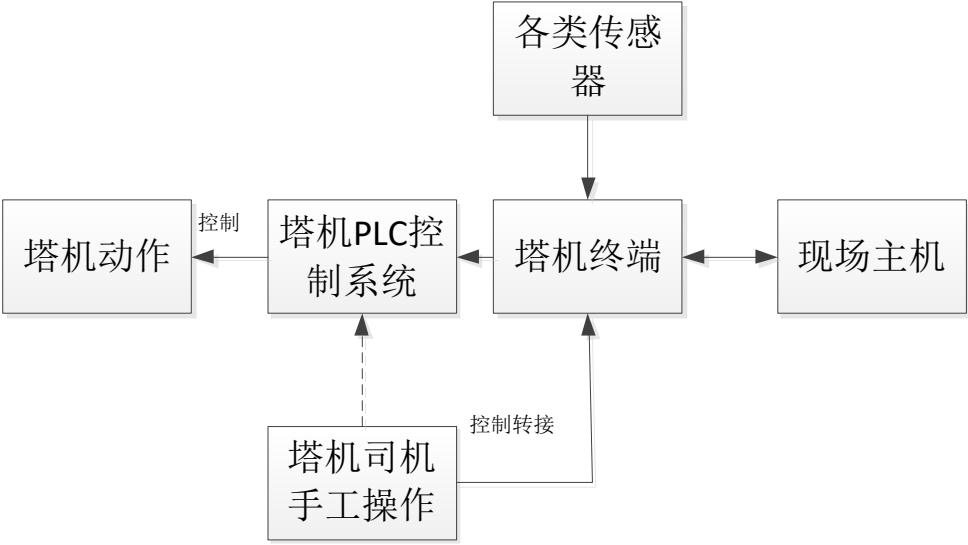 各类传感
器
控制
塔机动作
塔机PLC控
制系统
塔机终端
现场主机
控制转接
塔机司机
手工操作